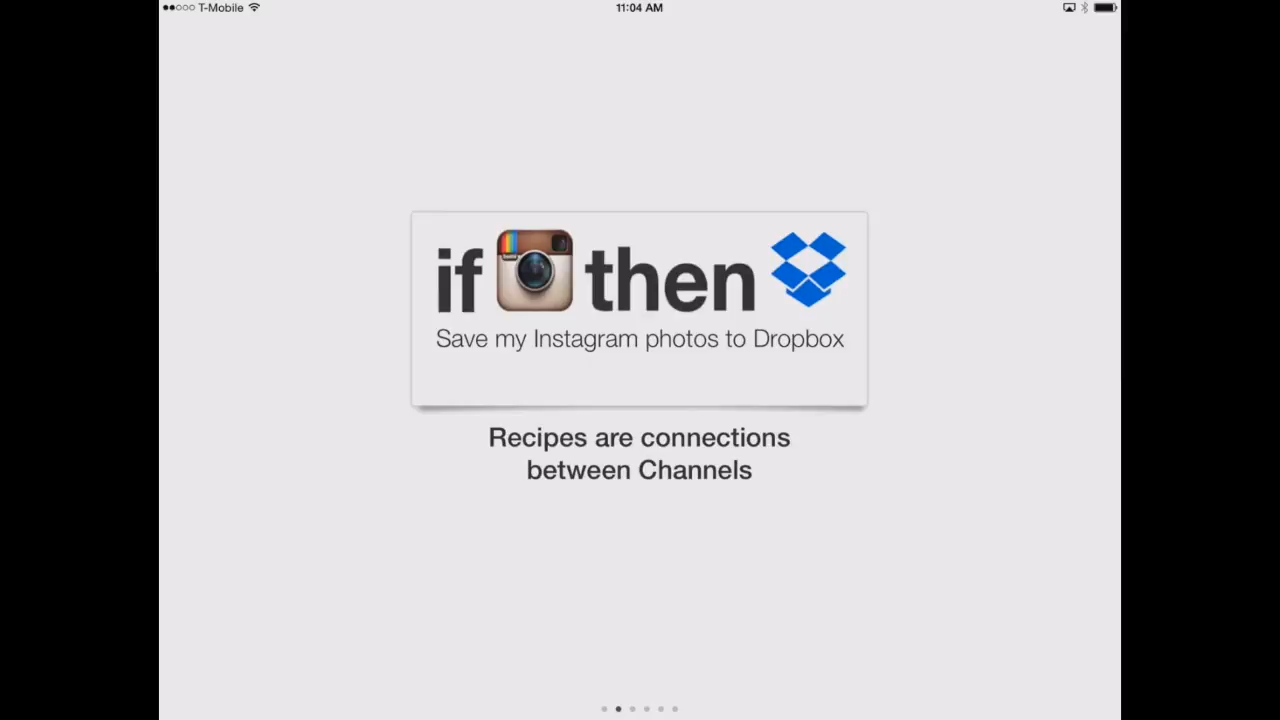 T-Mobile
11:04 AM
if then
Save my Instagram photos to Dropbox
Recipes are connections
between Channels